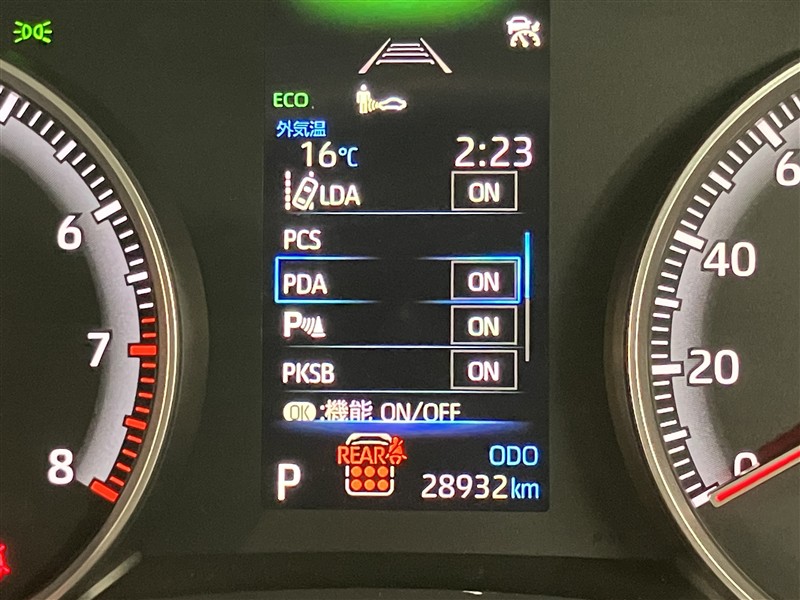 ECO
外気温
16℃ 2:23
LDA ON
PCS
PDA ON
P ON
PKSB ON
OK :機能 ON/OFF
REAR
P
ODO
28932km
6
7
8
6
40
20
0